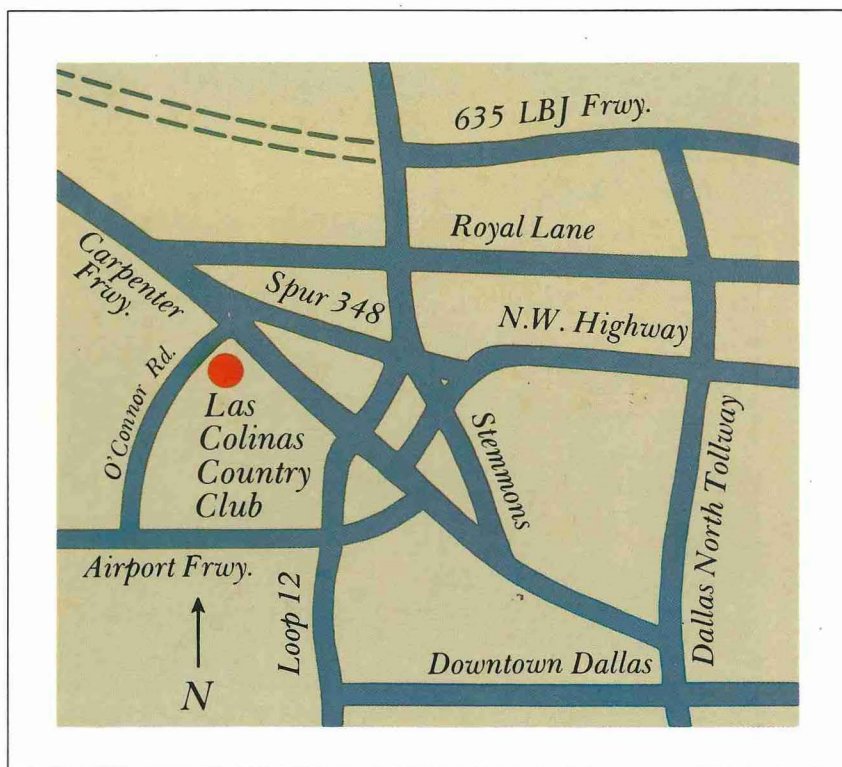 635 LBJ Frwy.
Royal Lane
Carpenter
Frwy.
Spur 348
N.W. Highway
O'Connor Rd.
Las
Colinas
Country
Club
Stemmons
Dallas North Tollway
Airport Frwy.
Loop 12
Downtown Dallas
N